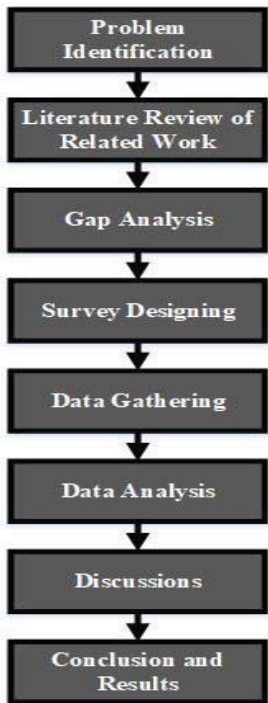 Problem
Identification
Literature Review of
Related Work
Gap Analysis
Survey Designing
Data Gathering
Data Analysis
Discussions
Conclusion and
Results